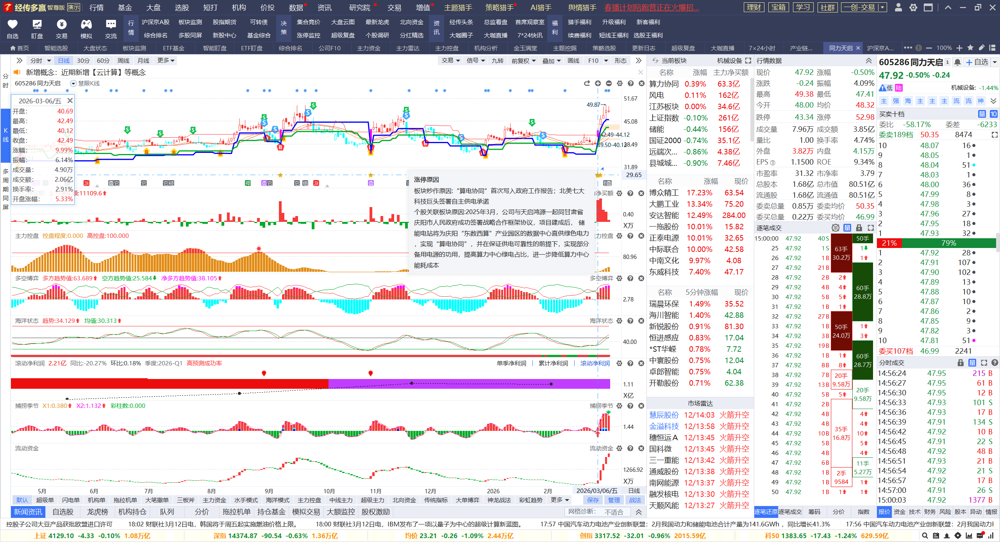 经传多赢 智尊版 演示 行情 基金 大盘 选股 短打 机构 价投 数据 资讯 研究院 交易 增值 主题猎手 策略猎手 AI猎手 舆情猎手 春播计划陪跑营正在火爆招... 理财 宝箱 学习 社群 一创-交易
自选 盯盘 交易 模拟 交流
行情 沪深京A股 板块监测 股指期货 可转债 决策 集合竞价 大盘云图 最新龙虎 北向资金 资讯 经传头条 总监看盘 首席观察室 福利 猎手福利 升级福利 新客福利
综合排名 多股同屏 新股中心 基金综合 涨停监控 超级复盘 个股调研 分红精选 大咖圈子 大咖直播 7*24快讯 续费福利 短线王福利 选股王福利
首页 智能选股 大盘状态 板块监测 ETF基金 智能盯盘 ETF盯盘 综合排名 公司F10 主力资金 主力雷达 主力控盘 机构分析 金玉满堂 主题挖掘 策略选股 更新日志 超级复盘 大咖直播 7×24小时 产业链... 同力天启 沪深京A... 100%
分时 日线 30分 60分 周线 月线 更多 交易 信号 九转 前复权 叠加 画线 F10 形态
新增概念：近期新增【云计算】等概念
605286 同力天启 慧眼K线
分时
K线
多周期同屏
2026-03-06/五
开盘： 40.69
最高： 42.49
最低： 40.12
收盘： 42.49
涨幅： 9.99%
振幅： 6.14%
成交量： 4.90万
成交额： 2.06亿
换手率： 2.91%
开盘涨幅： 5.33%
51.67
49.87→
45.08
42.49-44.12
39.50-40.12
38.49
31.89
29.65
涨停原因
板块炒作原因:“算电协同”首次写入政府工作报告；北美七大
科技巨头签署自主供电承诺
个股关联板块原因:2025年3月，公司与天启鸿源一起同甘肃省
庆阳市人民政府成功签署战略合作框架协议，项目建成后， 储
能电站将为庆阳“东数西算”产业园区的数据中心直供绿色电力
，实现“算电协同”，并在保证供电可靠性的前提下，实现部分
备用电源的功用，提高算力中心绿电占比，进一步降低算力中心
能耗成本
:11109.6
0.40
X万
主力控盘 控盘程度:0.000 高控盘:100.000
80.96
多空博弈 多方趋势值:63.689 空方趋势值:25.584 净多方趋势值:38.105 多空博弈
2.78
海洋状态 趋势:34.129 均值:30.313 海洋状态
40.00
滚动净利润 2.21亿 同比:-20.27% 环比:0.18% 季度:2026-Q1 高预测成功率 单季净利润 累计净利润 滚动净利润
1.11
X亿
捕捞季节 X1:0.380 X2:1.132 彩柱数:0.000 捕捞季节
1.44
流动资金 流动资金
1266.92
X万
5月 6月 7月 8月 9月 10月 11月 12月 2026 2月 2026/03/06/五 日线
默认 超级单 闪电单 机构单 拖拉机单 大笔撤单 三板斧 主力资金 水手模式 海洋模式 主力控盘 中线主力 超级主力 北向资金 传统指标 大单博弈 神龙战法 彩虹趋势 更多 保存 管理 战法
新闻资讯 自选股 龙虎榜 机构持仓 队列 分价 拖拉机单 持仓基金 模拟交易 大额监控 股权激励 网格诊断： 不适合
当前板块 机械设备
名称 涨幅 主力净买额
算力协同 0.39% 63.3亿
风电 0.11% 162亿
江苏板块 0.00% 34.6亿
上证指数 -0.10% 261亿
储能 -0.44% 156亿
国证2000 -0.74% 35.1亿
远端次... -0.86% 4.38亿
县城城... -0.90% 7.46亿
名称 涨幅 现价
博众精工 17.23% 63.54
大鹏工业 13.34% 75.20
安达智能 12.49% 284.00
一拖股份 10.01% 15.82
正泰电源 10.01% 32.65
中际联合 10.00% 42.58
中南文化 9.97% 4.08
东威科技 7.40% 47.17
名称 5分钟涨幅 现价
瑞晨环保 1.49% 35.52
海川智能 1.40% 42.88
新锐股份 0.91% 81.30
恒进感应 0.83% 17.04
*ST华嵘 0.78% 7.72
中寰股份 0.75% 12.04
卓郎智能 0.75% 4.04
开勒股份 0.71% 62.38
市场雷达
慧辰股份 12/14:03 火箭升空
金溢科技 12/13:58 火箭升空
穗恒运A 12/13:45 火箭升空
国科微 12/13:45 火箭升空
三一重能 12/13:42 火箭升空
通威股份 12/13:38 火箭升空
南网能源 12/13:37 火箭升空
融发核电 12/13:30 火箭升空
天顺风能 12/13:27 火箭升空
行情数据
现价 47.92 涨幅 -0.50%
涨跌 -0.24 振幅 4.09%
最高 49.38 最低 47.41
今开 48.00 均价 48.32
跌停 43.34 涨停 52.98
成交量 7.96万 成交额 3.85亿
量比 1.00 换手率 4.74%
外盘 3.82万 内盘 4.15万
EPS③ 1.1500 ROE 9.34%
市盈率 31.32 市净率 3.79
总股本 1.68亿 总市值 80.51亿
流通股 1.68亿 流通值 80.51亿
委卖总量 0.85万 委卖均价 50.35
委买总量 0.22万 委买均价 46.99
逐笔成交 单 量
15:00:00 47.92 40 S
25 47.92 1 S
26 47.92 1 B
27 47.92 21 B
28 47.92 2 B
29 47.92 4 B
30 47.92 5 B
31 47.92 1 B
32 47.92 27 B
33 47.92 1 B
34 47.92 3 B
35 47.92 19 B
36 47.92 1 B
37 47.92 8 B
38 47.92 7 B
39 47.92 13 B
40 47.92 5 B
41 47.92 2 B
42 47.92 4 B
43 47.92 4 B
44 47.92 10 B
45 47.92 5 B
46 47.92 4 B
47 47.92 6 B
48 47.92 1 B
49 47.92 1 B
50 47.92 1 B
63手
30.2万
2
4
5
1
50手
24.0万
1
8
20手
9.58万
5
35手
16.8万
2手
9584
1
50手
1
1
60手
28.8万
1
3
60手
28.7万
20手
9.58万
4
4
10
5
4
11手
5.27万
1
1
逐笔还原 逐笔成交 筹码 分价 指数
605286 同力天启 自选
47.92 -0.50% -0.24
低 陆 机械设备: -1.44%
主 强 海 主 主 主 流 流 神
买卖十档 量 10
委比 -58.17% 委差 -6233
委卖189档 50.35 8474
10 48.07 16
9 48.05 1
8 48.04 51
7 48.03 1
6 48.00 36
5 47.99 8
4 47.98 3
3 47.96 27
2 47.95 18
1 47.93 32
21% 79%
1 47.92 28
2 47.91 107
3 47.90 102
4 47.89 13
5 47.88 10
6 47.87 10
7 47.86 2
8 47.85 9
9 47.82 3
10 47.81 51
委买107档 46.99 2241
分时成交 量
14:56:24 47.95 215 B
14:56:27 47.95 61 B
14:56:30 47.95 12 B
14:56:33 47.93 101 S
14:56:36 47.93 17 B
14:56:39 47.91 134 S
14:56:42 47.92 10 B
14:56:45 47.91 22 S
14:56:48 47.92 48 B
14:56:51 47.93 21 B
14:56:54 47.92 21 S
14:56:57 47.92 17 B
14:57:00 47.91 26 S
15:00:03 47.92 1377 B
报价 资金 技术 财务 风险 股本 异动 情报
控股子公司大豆产品获批欧盟进口许可 18:02 财联社3月12日电，韩国将于周五起实施燃油价格上限。 18:00 财联社3月12日电，IBM发布了一项以量子为中心的超级计算新蓝图。 17:57 中国汽车动力电池产业创新联盟：2月我国动力和储能电池合计产量为141.6GWh ，同比增长41.3% 17:56 中国汽车动力电池产业创新联盟：2月我国动力和
上证 4129.10 -4.33 -0.10% 1.08万亿 深指 14374.87 -90.54 -0.63% 1.36万亿 均价 23.21 -0.26 -1.09% 2.44万亿 创指 3317.52 -32.01 -0.96% 2015.59亿 科50 1383.65 -17.43 -1.24% 629.59亿